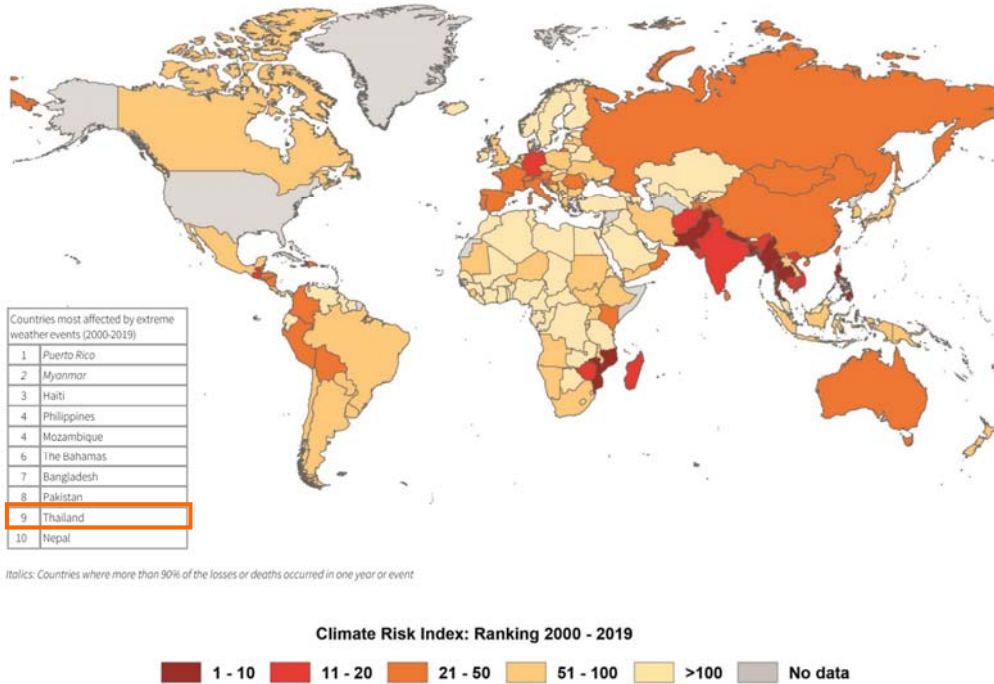 Countries most affected by extreme
weather events (2000-2019)
1 Puerto Rico
2 Myanmar
3 Haiti
4 Philippines
4 Mozambique
6 The Bahamas
7 Bangladesh
8 Pakistan
9 Thailand
10 Nepal
Italics: Countries where more than 90% of the losses or deaths occurred in one year or event
Climate Risk Index: Ranking 2000 - 2019
1 - 10 11 - 20 21 - 50 51 - 100 >100 No data